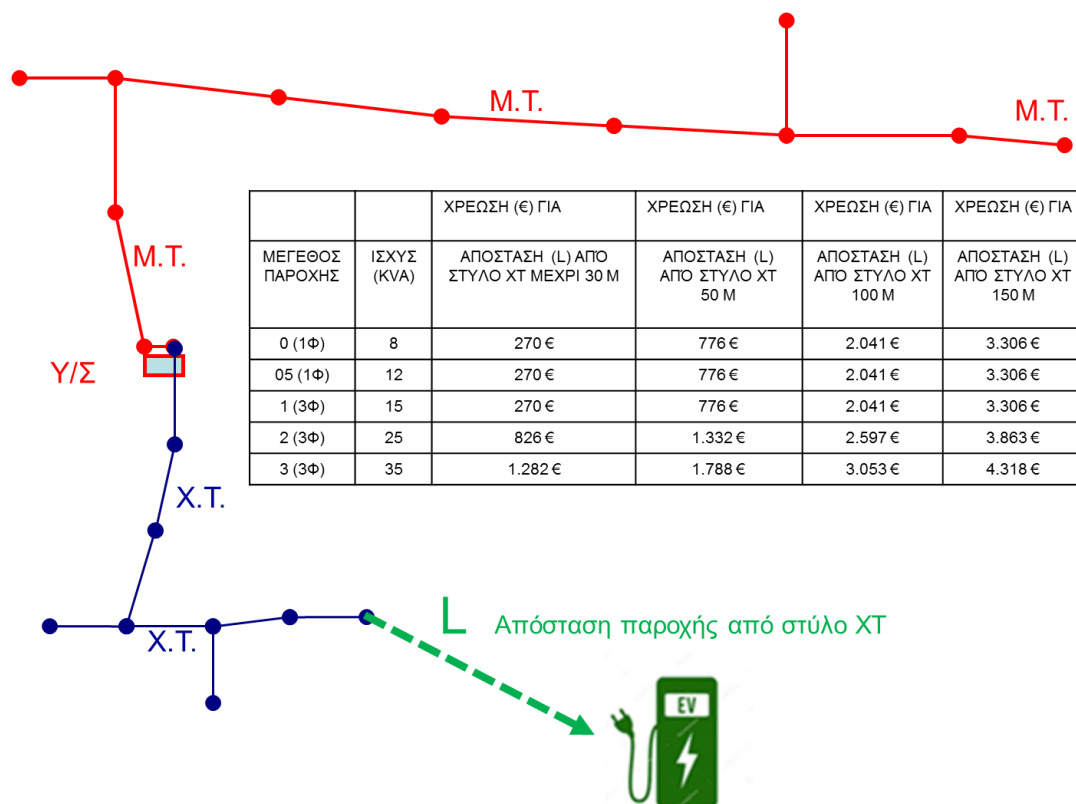 Μ.Τ.
Μ.Τ.
ΧΡΕΩΣΗ (€) ΓΙΑ
ΧΡΕΩΣΗ (€) ΓΙΑ
ΧΡΕΩΣΗ (€) ΓΙΑ
ΧΡΕΩΣΗ (€) ΓΙΑ
ΜΕΓΕΘΟΣ
ΠΑΡΟΧΗΣ
ΙΣΧΥΣ
(KVA)
ΑΠΟΣΤΑΣΗ (L) ΑΠΌ
ΣΤΥΛΟ ΧΤ ΜΕΧΡΙ 30 Μ
ΑΠΟΣΤΑΣΗ (L)
ΑΠΌ ΣΤΥΛΟ ΧΤ
50 Μ
ΑΠΟΣΤΑΣΗ (L)
ΑΠΌ ΣΤΥΛΟ ΧΤ
100 Μ
ΑΠΟΣΤΑΣΗ (L)
ΑΠΌ ΣΤΥΛΟ ΧΤ
150 Μ
0 (1Φ) 8 270 € 776 € 2.041 € 3.306 €
05 (1Φ) 12 270 € 776 € 2.041 € 3.306 €
1 (3Φ) 15 270 € 776 € 2.041 € 3.306 €
2 (3Φ) 25 826 € 1.332 € 2.597 € 3.863 €
3 (3Φ) 35 1.282 € 1.788 € 3.053 € 4.318 €
Μ.Τ.
Υ/Σ
Χ.Τ.
Χ.Τ.
L Απόσταση παροχής από στύλο ΧΤ
EV